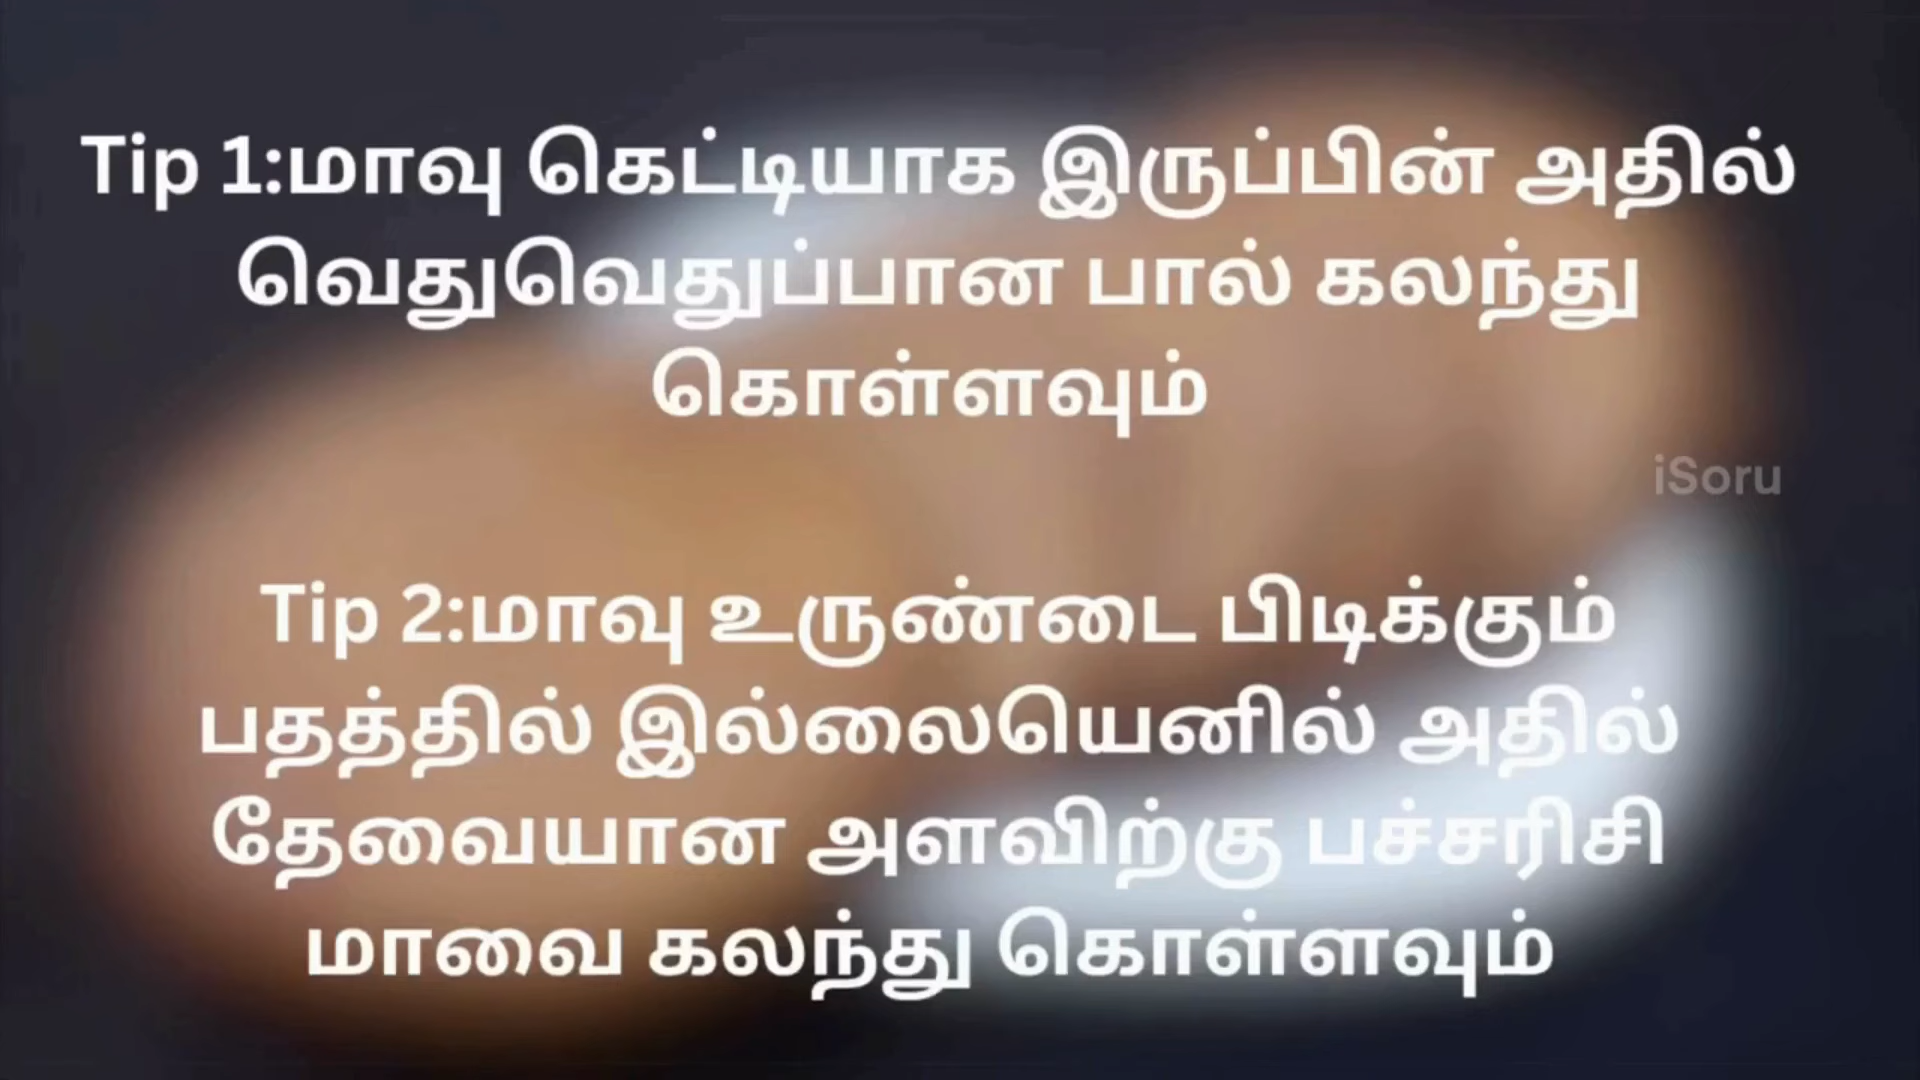 Tip 1:மாவு கெட்டியாக இருப்பின் அதில்
வெதுவெதுப்பான பால் கலந்து
கொள்ளவும்
iSoru
Tip 2:மாவு உருண்டை பிடிக்கும்
பதத்தில் இல்லையெனில் அதில்
தேவையான அளவிற்கு பச்சரிசி
மாவை கலந்து கொள்ளவும்